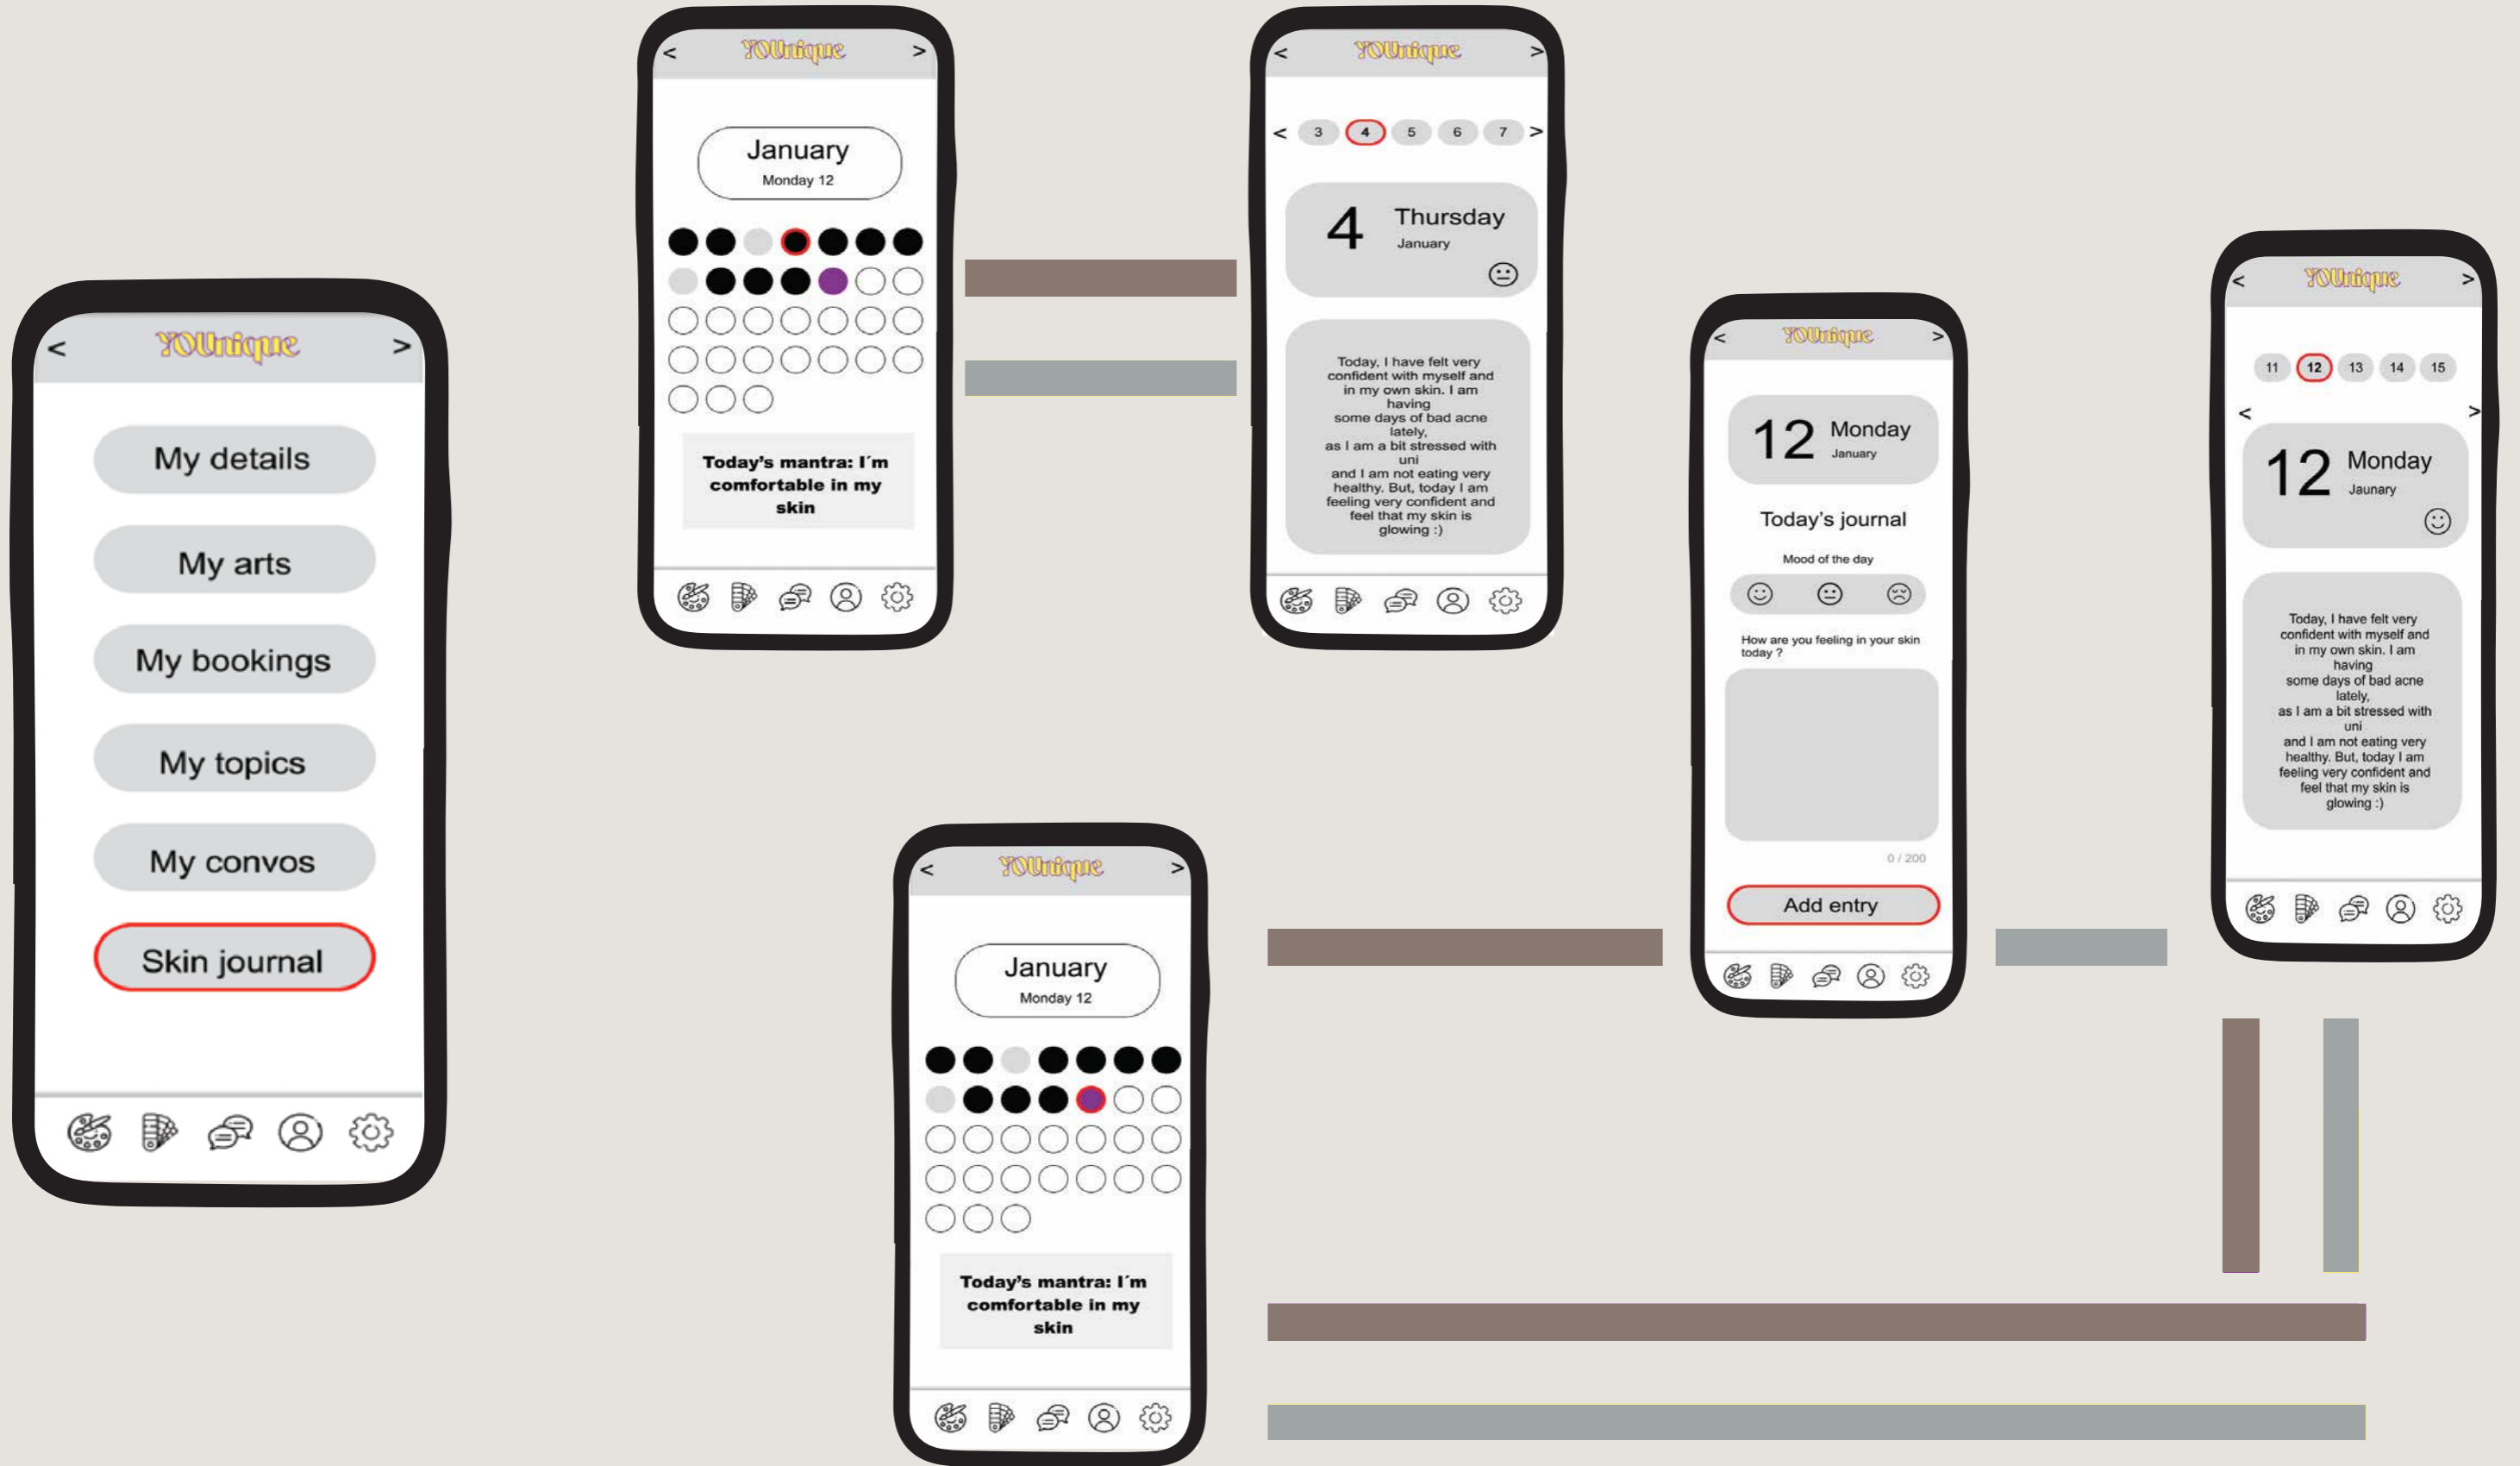 < YOUnique >
My details
My arts
My bookings
My topics
My convos
Skin journal
< YOUnique >
January
Monday 12
Today’s mantra: I´m
comfortable in my
skin
< YOUnique >
< 3 4 5 6 7 >
4 Thursday
January
Today, I have felt very
confident with myself and
in my own skin. I am
having
some days of bad acne
lately,
as I am a bit stressed with
uni
and I am not eating very
healthy. But, today I am
feeling very confident and
feel that my skin is
glowing :)
< YOUnique >
January
Monday 12
Today’s mantra: I´m
comfortable in my
skin
< YOUnique >
12 Monday
January
Today’s journal
Mood of the day
How are you feeling in your skin
today ?
0 / 200
Add entry
< YOUnique >
11 12 13 14 15
< >
12 Monday
Jaunary
Today, I have felt very
confident with myself and
in my own skin. I am
having
some days of bad acne
lately,
as I am a bit stressed with
uni
and I am not eating very
healthy. But, today I am
feeling very confident and
feel that my skin is
glowing :)